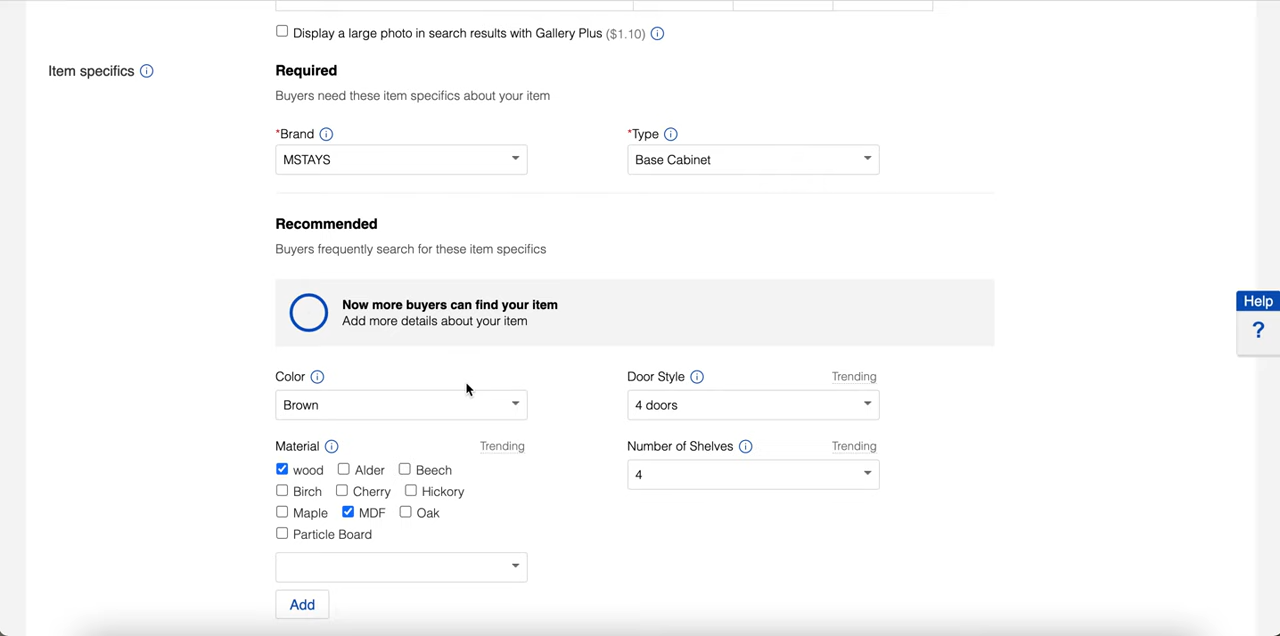 Display a large photo in search results with Gallery Plus ($1.10)
Item specifics
Required
Buyers need these item specifics about your item
*Brand *Type
MSTAYS Base Cabinet
Recommended
Buyers frequently search for these item specifics
Now more buyers can find your item
Add more details about your item
Help
?
Color Door Style Trending
Brown 4 doors
Material Trending Number of Shelves Trending
wood Alder Beech 4
Birch Cherry Hickory
Maple MDF Oak
Particle Board
Add